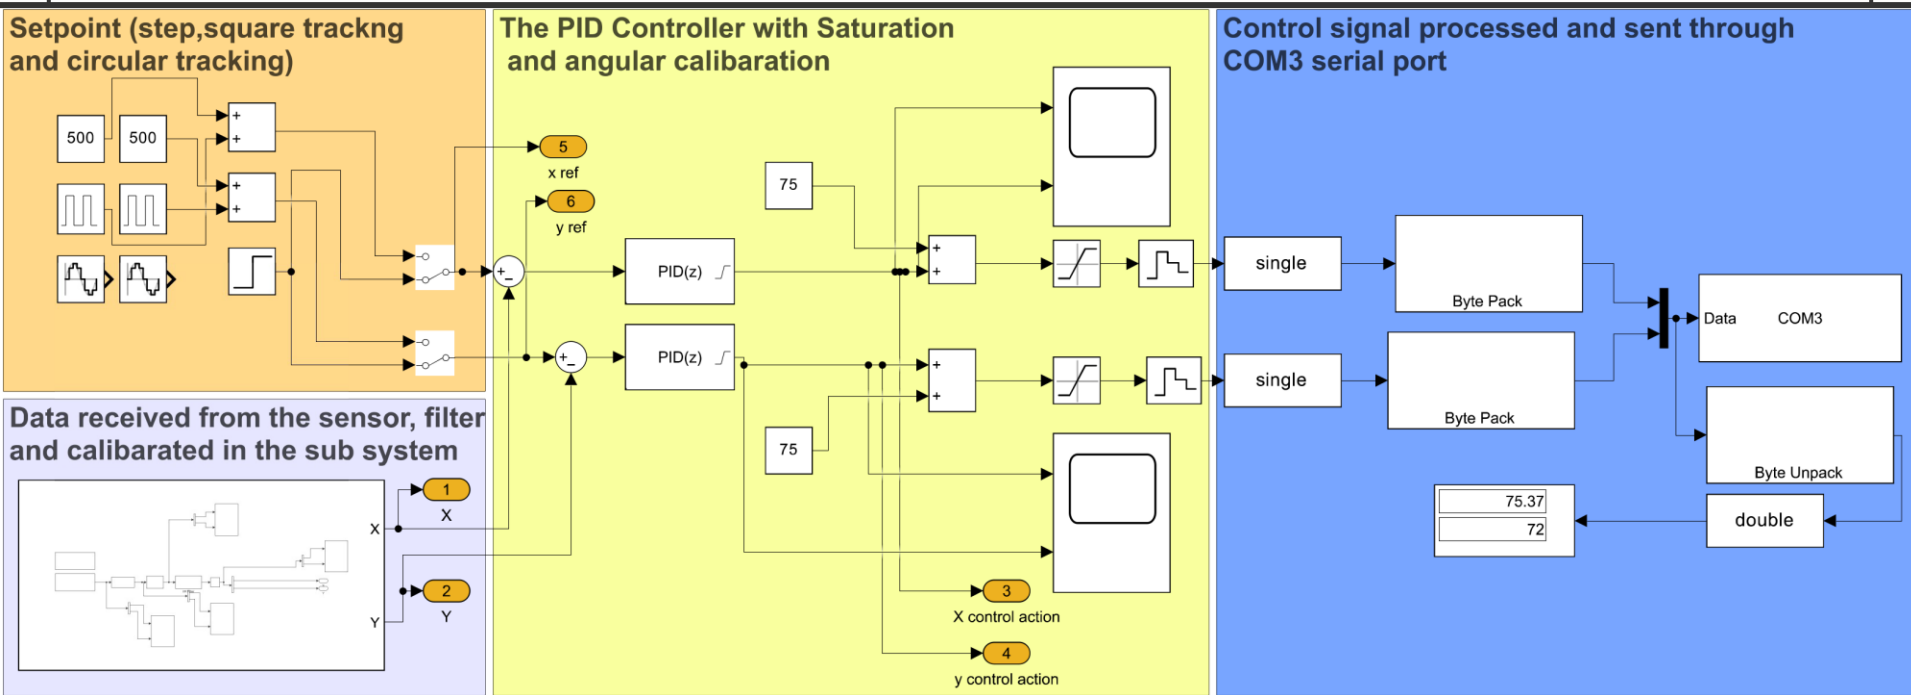 Setpoint (step,square trackng
and circular tracking)
500
500
+
+
+
+
The PID Controller with Saturation
and angular calibaration
5
x ref
6
y ref
75
+
−
PID(z)
+
+
+
−
PID(z)
+
+
75
3
X control action
4
y control action
Data received from the sensor, filter
and calibarated in the sub system
X
Y
1
X
2
Y
Control signal processed and sent through
COM3 serial port
single
Byte Pack
single
Byte Pack
Data
COM3
Byte Unpack
double
75.37
72